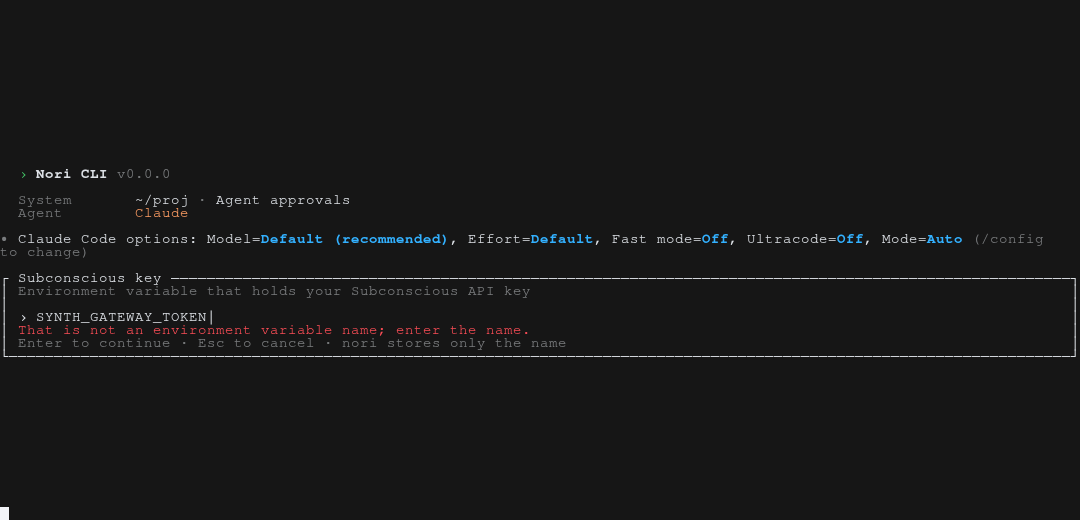 › Nori CLI v0.0.0
System ~/proj · Agent approvals
Agent Claude
• Claude Code options: Model=Default (recommended), Effort=Default, Fast mode=Off, Ultracode=Off, Mode=Auto (/config
to change)
Subconscious key
Environment variable that holds your Subconscious API key
› SYNTH_GATEWAY_TOKEN
That is not an environment variable name; enter the name.
Enter to continue · Esc to cancel · nori stores only the name